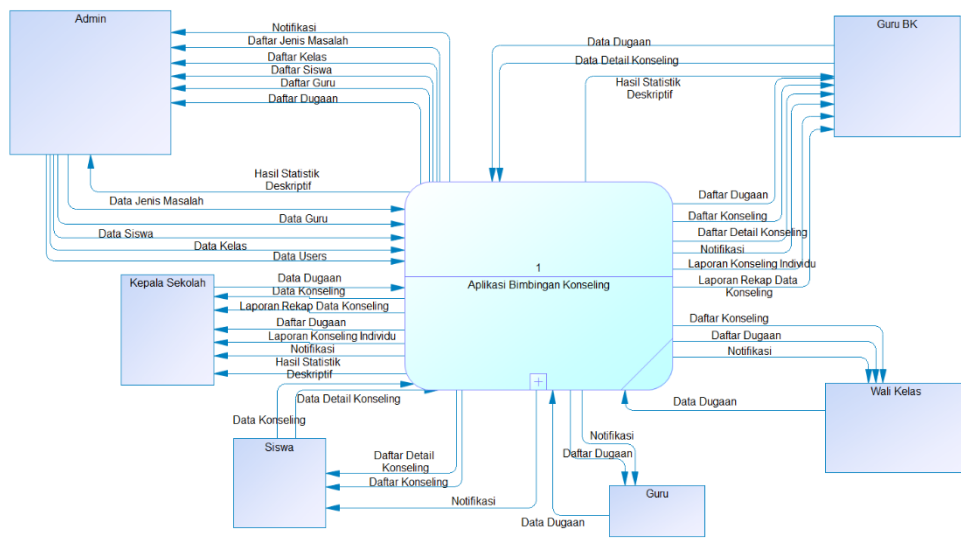 Admin
Notifikasi
Daftar Jenis Masalah
Daftar Kelas
Daftar Siswa
Daftar Guru
Daftar Dugaan
Hasil Statistik
Deskriptif
Data Jenis Masalah
Data Guru
Data Siswa
Data Kelas
Data Users
Guru BK
Data Dugaan
Data Detail Konseling
Hasil Statistik
Deskriptif
Daftar Dugaan
Daftar Konseling
Daftar Detail Konseling
Notifikasi
Laporan Konseling Individu
Laporan Rekap Data
Konseling
1
Aplikasi Bimbingan Konseling
Kepala Sekolah
Data Dugaan
Data Konseling
Laporan Rekap Data Konseling
Daftar Dugaan
Laporan Konseling Individu
Notifikasi
Hasil Statistik
Deskriptif
Daftar Konseling
Daftar Dugaan
Notifikasi
Wali Kelas
Data Dugaan
Data Detail Konseling
Data Konseling
Siswa
Daftar Detail
Konseling
Daftar Konseling
Notifikasi
Notifikasi
Daftar Dugaan
Guru
Data Dugaan